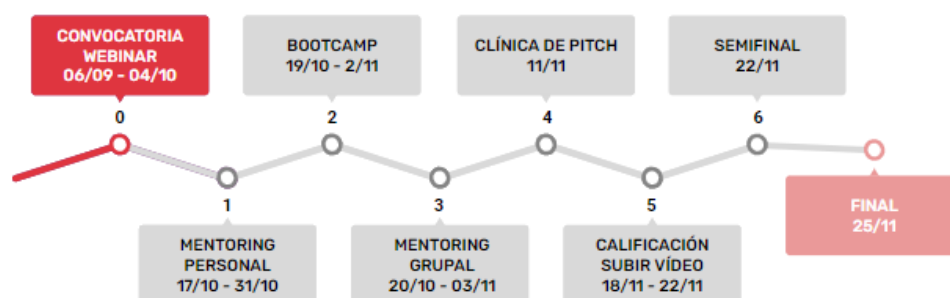 CONVOCATORIA
WEBINAR
06/09 - 04/10
0
BOOTCAMP
19/10 - 2/11
2
CLÍNICA DE PITCH
11/11
4
SEMIFINAL
22/11
6
1
MENTORING
PERSONAL
17/10 - 31/10
3
MENTORING
GRUPAL
20/10 - 03/11
5
CALIFICACIÓN
SUBIR VÍDEO
18/11 - 22/11
FINAL
25/11